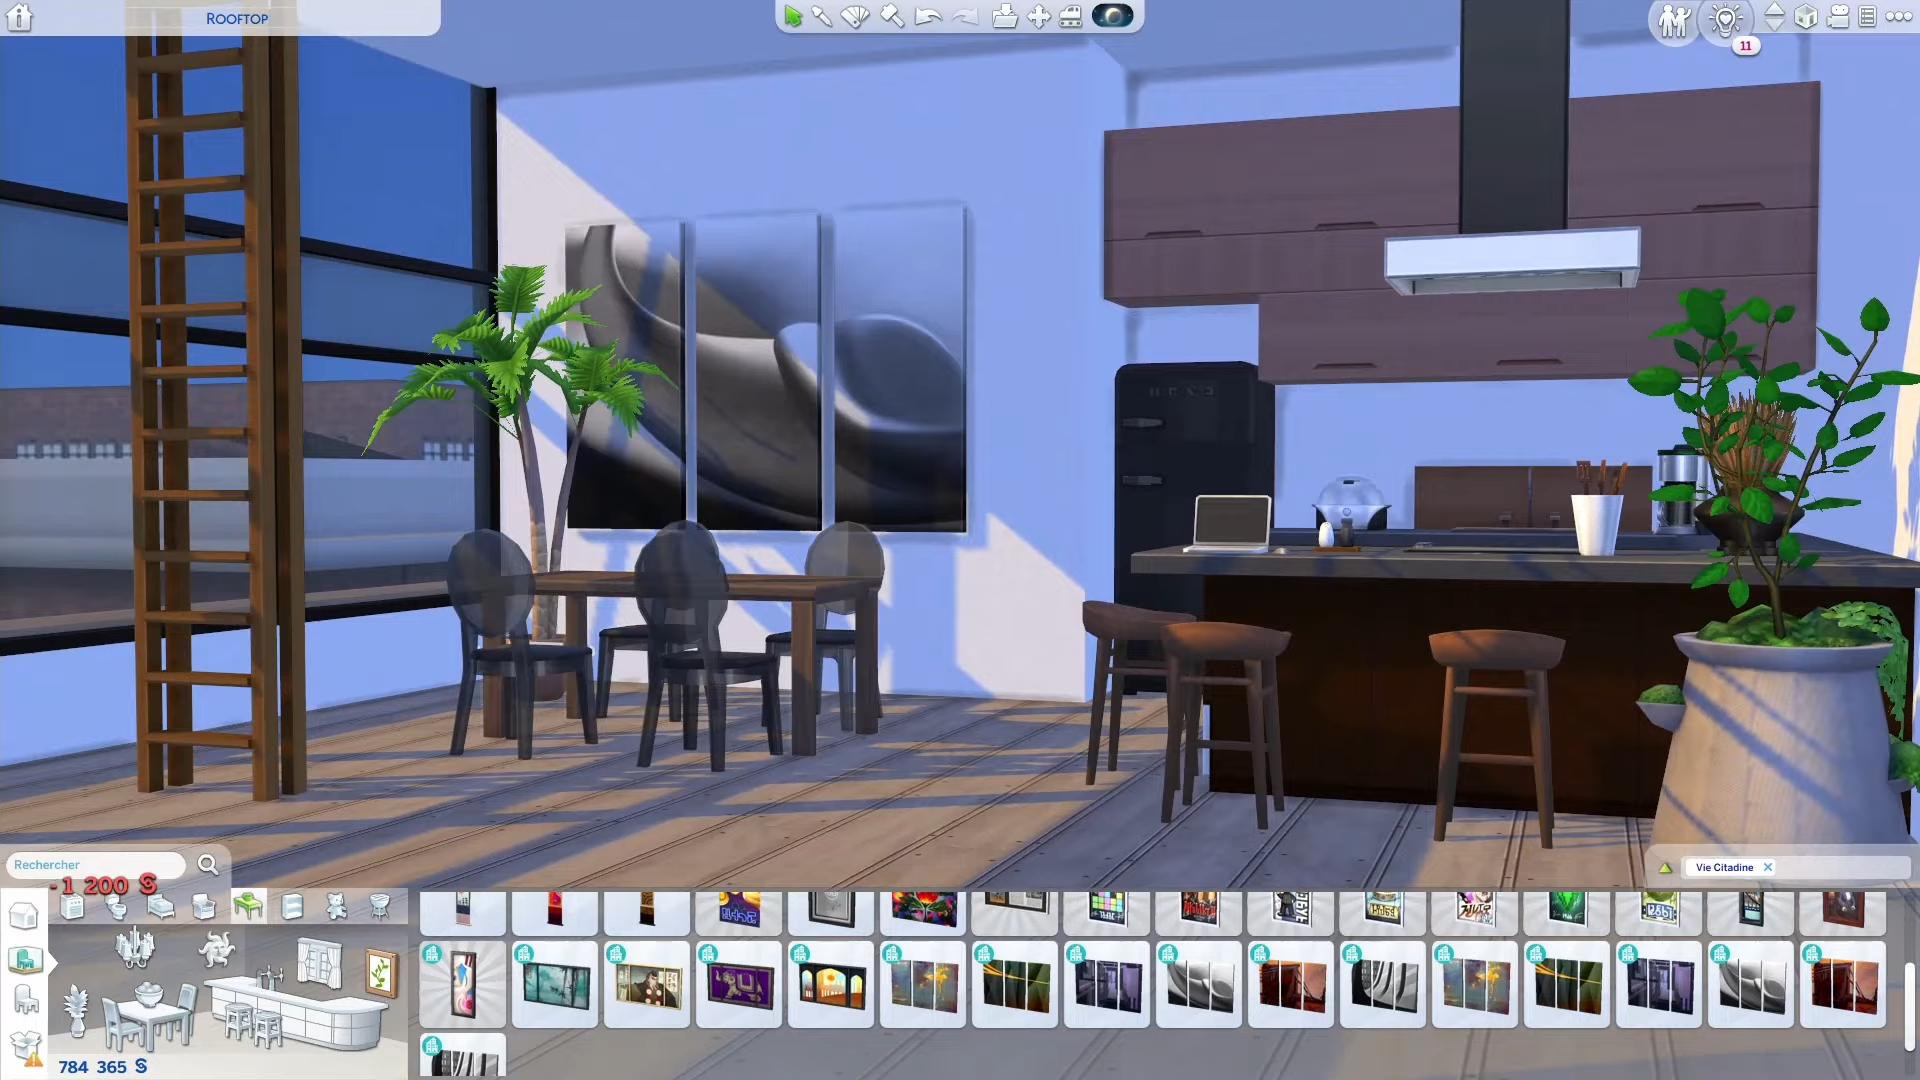 ROOFTOP
11
Rechercher
-1 200 §
Vie Citadine
784 365 §